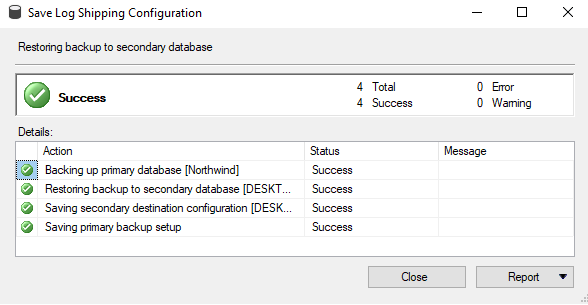 Save Log Shipping Configuration
Restoring backup to secondary database
Success
4 Total 0 Error
4 Success 0 Warning
Details:
Action Status Message
Backing up primary database [Northwind] Success
Restoring backup to secondary database [DESKT... Success
Saving secondary destination configuration [DESK... Success
Saving primary backup setup Success
Close Report